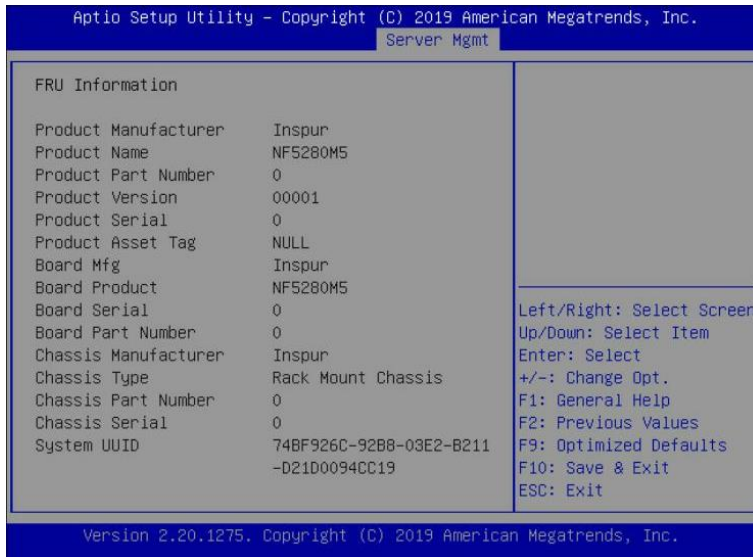 Aptio Setup Utility – Copyright (C) 2019 American Megatrends, Inc.
Server Mgmt
FRU Information
Product Manufacturer Inspur
Product Name NF5280M5
Product Part Number 0
Product Version 00001
Product Serial 0
Product Asset Tag NULL
Board Mfg Inspur
Board Product NF5280M5
Board Serial 0
Board Part Number 0
Chassis Manufacturer Inspur
Chassis Type Rack Mount Chassis
Chassis Part Number 0
Chassis Serial 0
System UUID 74BF926C-92B8-03E2-B211
-D21D0094CC19
Left/Right: Select Screen
Up/Down: Select Item
Enter: Select
+/-: Change Opt.
F1: General Help
F2: Previous Values
F9: Optimized Defaults
F10: Save & Exit
ESC: Exit
Version 2.20.1275. Copyright (C) 2019 American Megatrends, Inc.